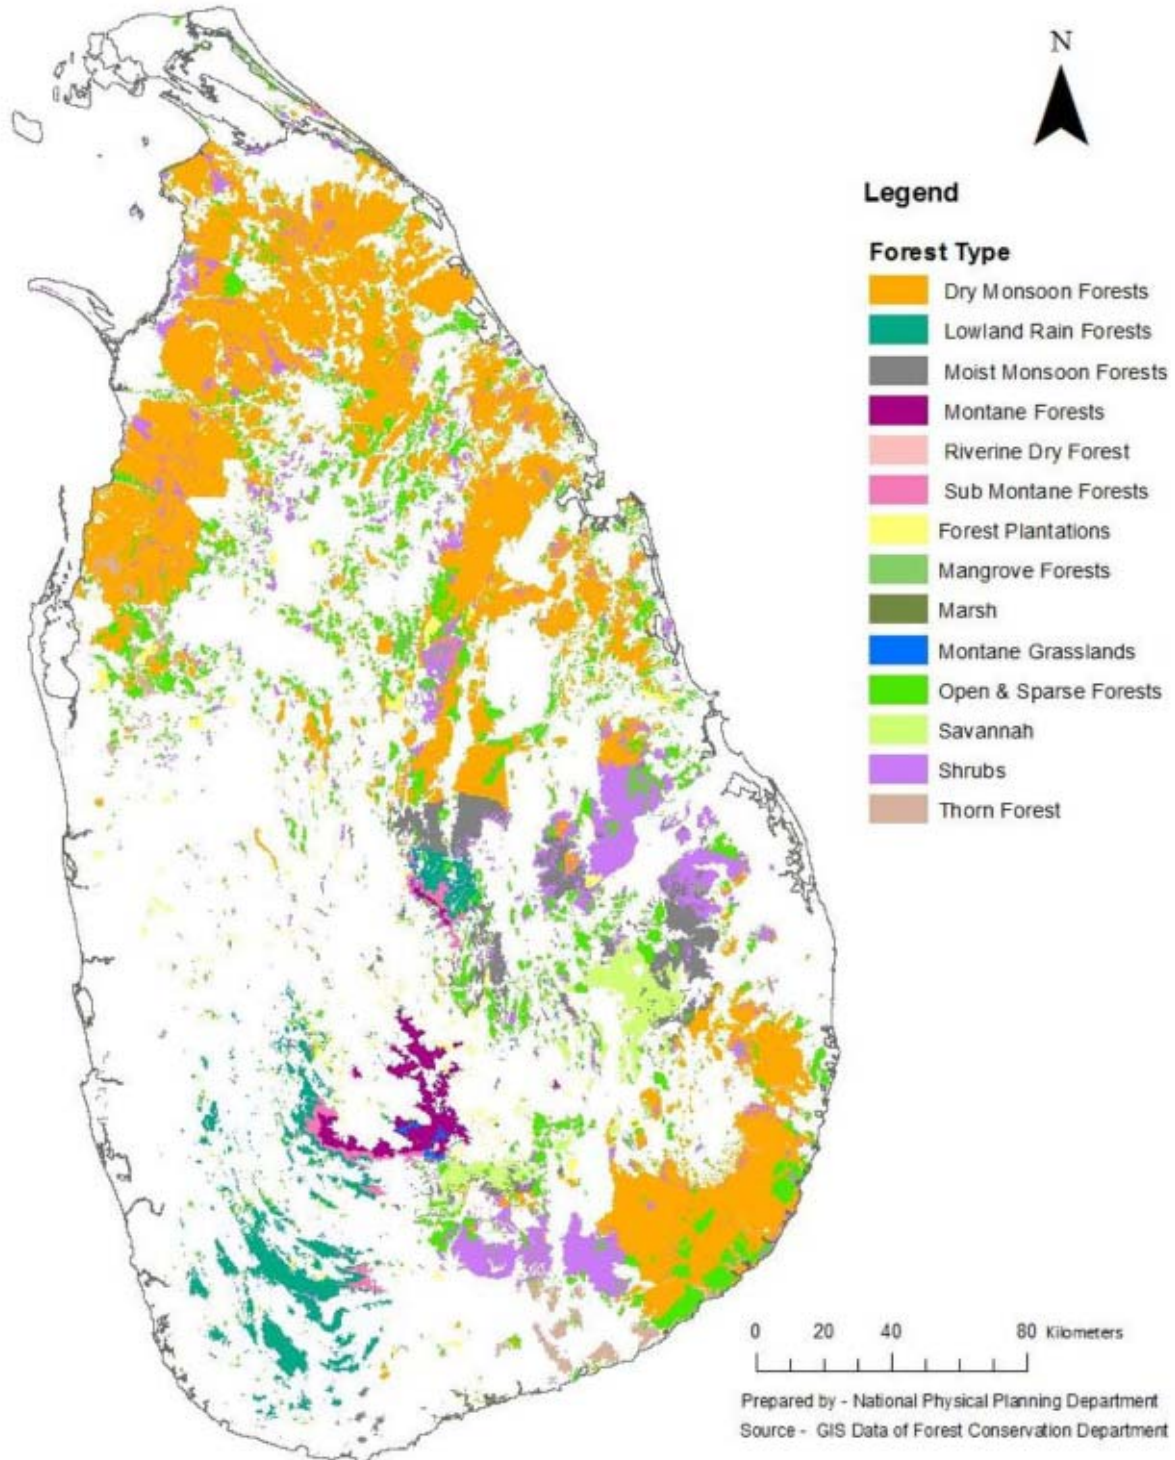 N
Legend
Forest Type
Dry Monsoon Forests
Lowland Rain Forests
Moist Monsoon Forests
Montane Forests
Riverine Dry Forest
Sub Montane Forests
Forest Plantations
Mangrove Forests
Marsh
Montane Grasslands
Open & Sparse Forests
Savannah
Shrubs
Thorn Forest
0 20 40 80 Kilometers
Prepared by - National Physical Planning Department
Source - GIS Data of Forest Conservation Department